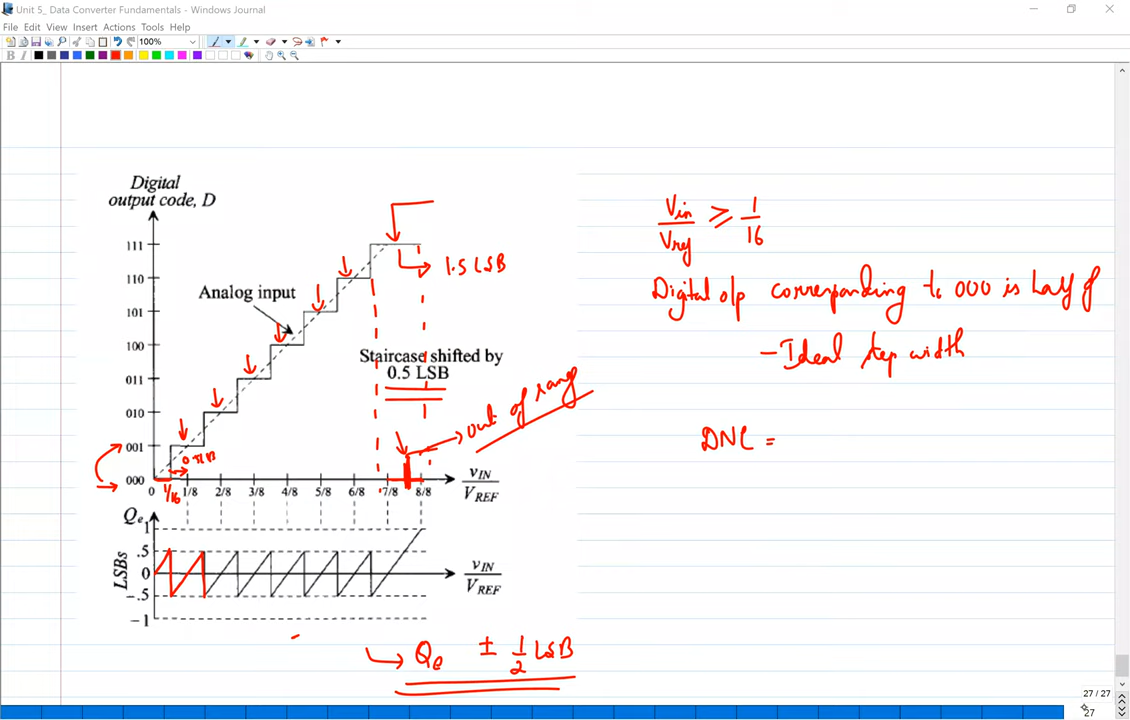 Unit 5_ Data Converter Fundamentals - Windows Journal
File Edit View Insert Actions Tools Help
100%
B I
Digital
output code, D
111
110
101
100
011
010
001
000
Analog input
1.5 LSB
Staircase shifted by
0.5 LSB
out of rang
0.5LSB
1/16
0 1/8 2/8 3/8 4/8 5/8 6/8 7/8 8/8
vIN
VREF
Qe
LSBs
1
.5
0
-.5
-1
vIN
VREF
Qe ± 1/2 LSB
Vin/Vref ≥ 1/16
Digital o/p corresponding to 000 is half of
- Ideal step width
DNL =
27 / 27
27